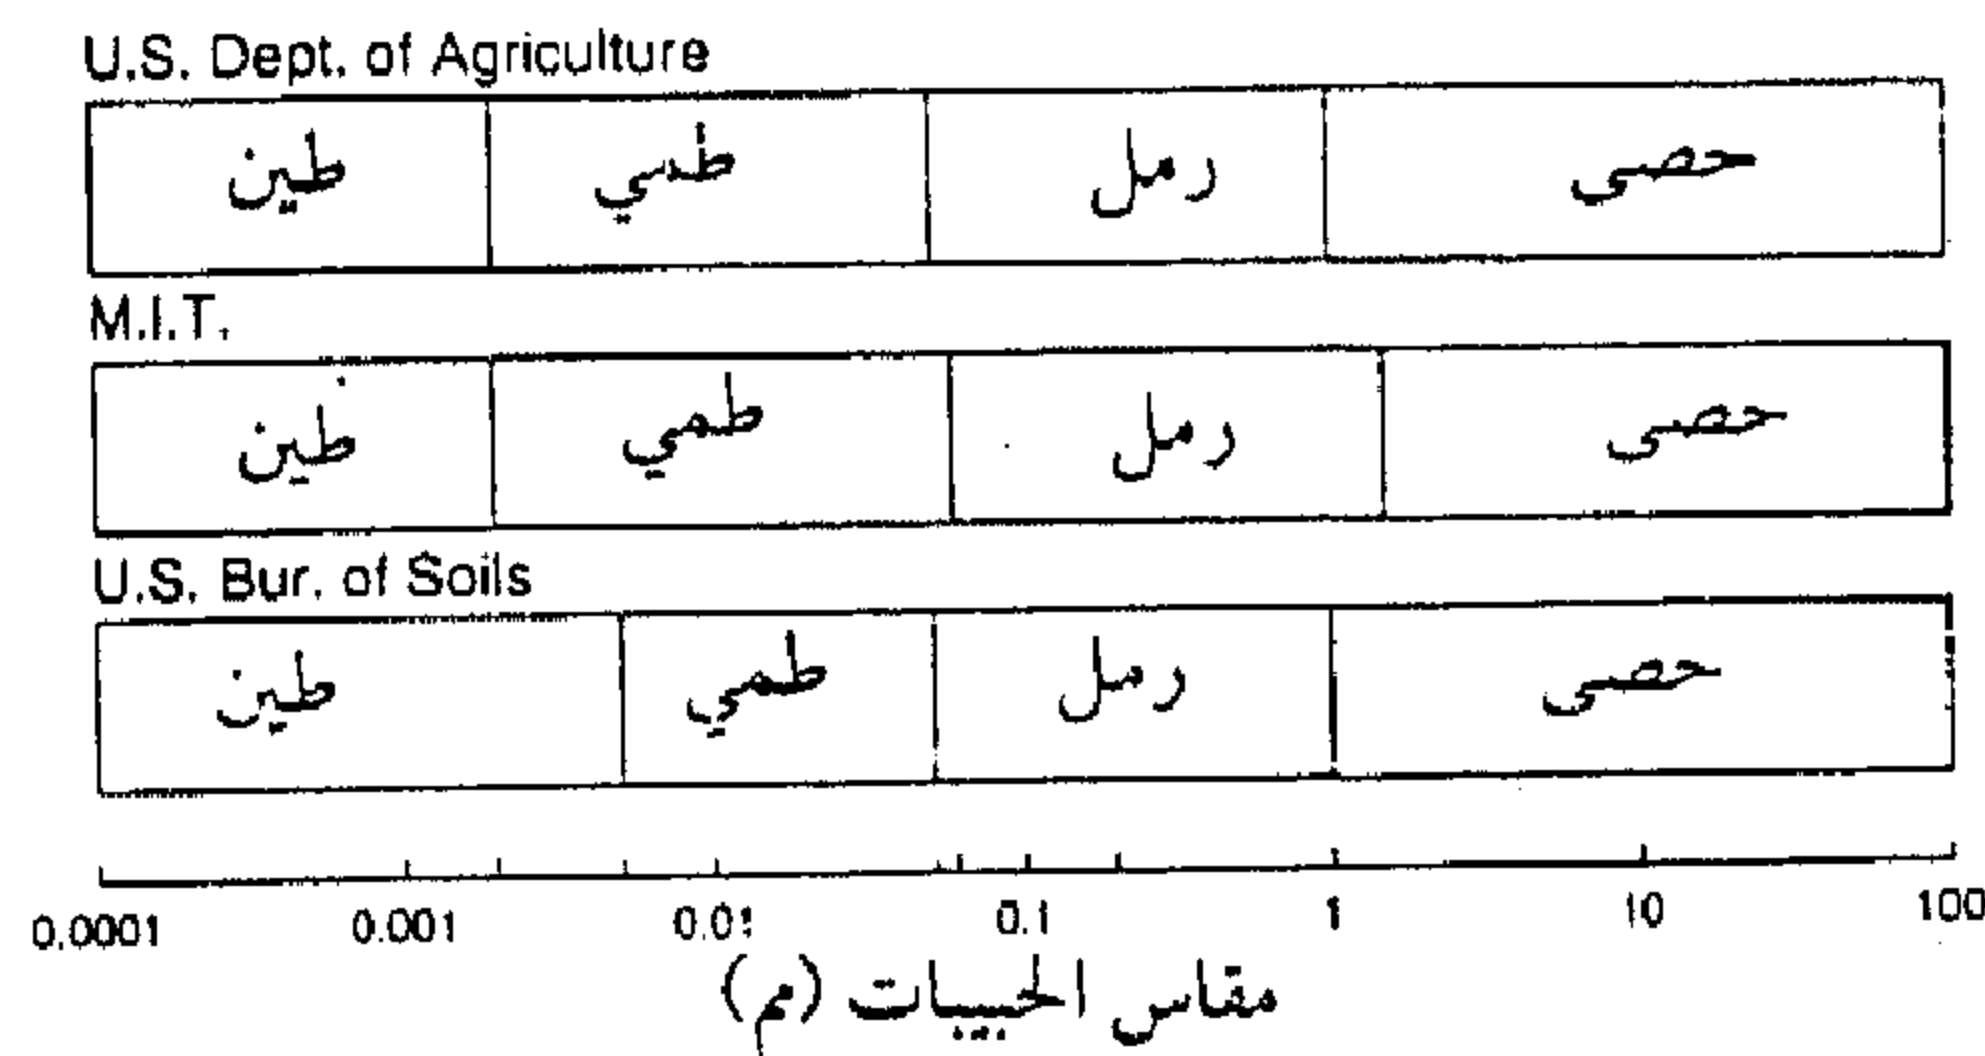 U.S. Dept. of Agriculture
طين طمي رمل حصى
M.I.T.
طين طمي رمل حصى
U.S. Bur. of Soils
طين طمي رمل حصى
0.0001 0.001 0.01 0.1 1 10 100
مقاس الحبيبات (مم)